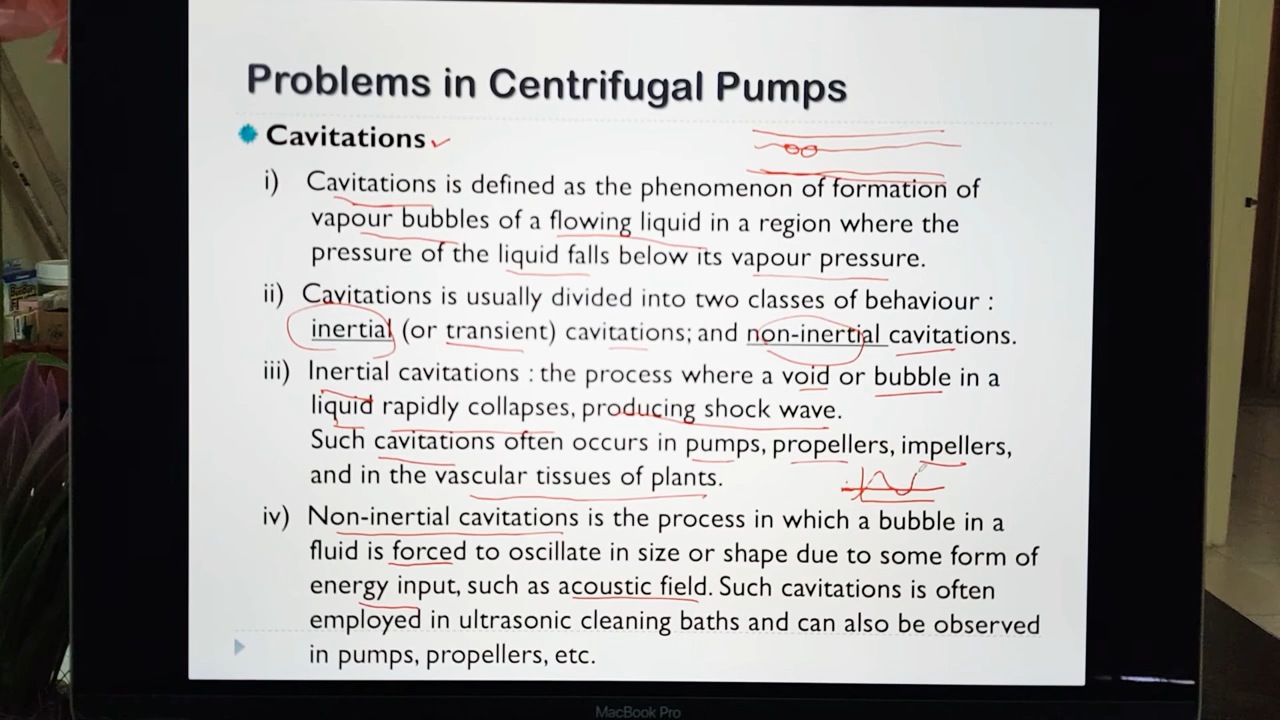 Problems in Centrifugal Pumps
Cavitations
i) Cavitations is defined as the phenomenon of formation of
vapour bubbles of a flowing liquid in a region where the
pressure of the liquid falls below its vapour pressure.
ii) Cavitations is usually divided into two classes of behaviour :
inertial (or transient) cavitations; and non-inertial cavitations.
iii) Inertial cavitations : the process where a void or bubble in a
liquid rapidly collapses, producing shock wave.
Such cavitations often occurs in pumps, propellers, impellers,
and in the vascular tissues of plants.
iv) Non-inertial cavitations is the process in which a bubble in a
fluid is forced to oscillate in size or shape due to some form of
energy input, such as acoustic field. Such cavitations is often
employed in ultrasonic cleaning baths and can also be observed
in pumps, propellers, etc.
MacBook Pro